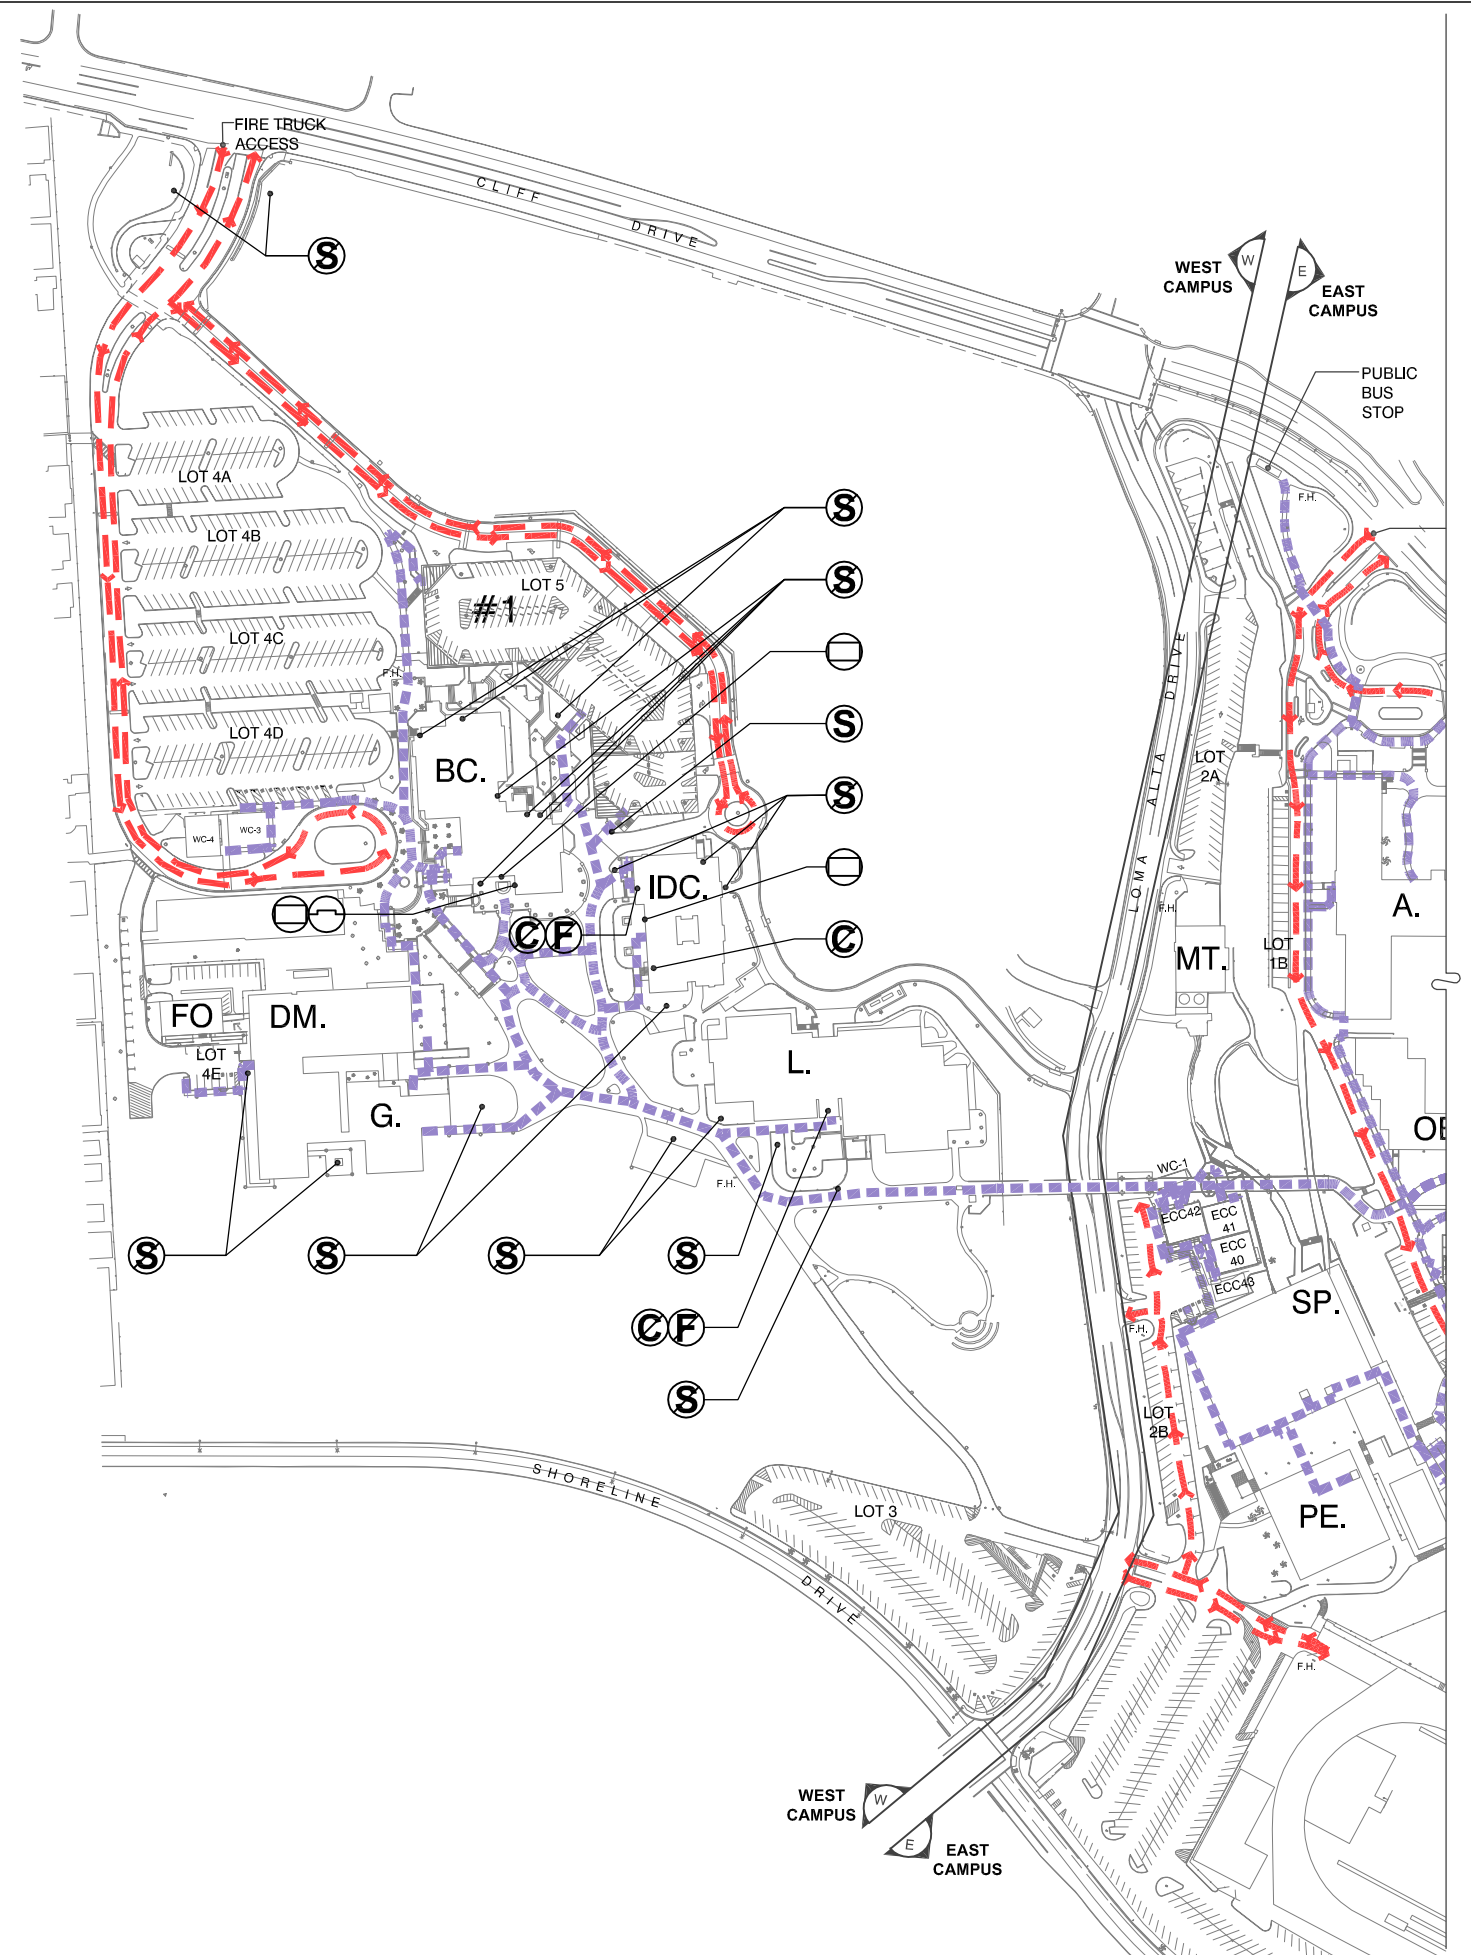 FIRE TRUCK
ACCESS
CLIFF
DRIVE
S
W
E
WEST
CAMPUS
EAST
CAMPUS
PUBLIC
BUS
STOP
F.H.
LOT 4A
LOT 4B
LOT 5
#1
LOT 4C
F.H.
LOT 4D
S
S
S
S
BC.
WC-4
WC-3
LOMA ALTA DRIVE
LOT
2A
IDC.
C F
C
F.H.
A.
MT.
LOT
1B
FO
DM.
LOT
4E
L.
G.
OE
F.H.
WC-1
ECC42
ECC
41
ECC
40
ECC43
S
S
S
S
SP.
C F
F.H.
S
LOT
2B
SHORELINE
DRIVE
LOT 3
PE.
F.H.
WEST
CAMPUS
W
E
EAST
CAMPUS